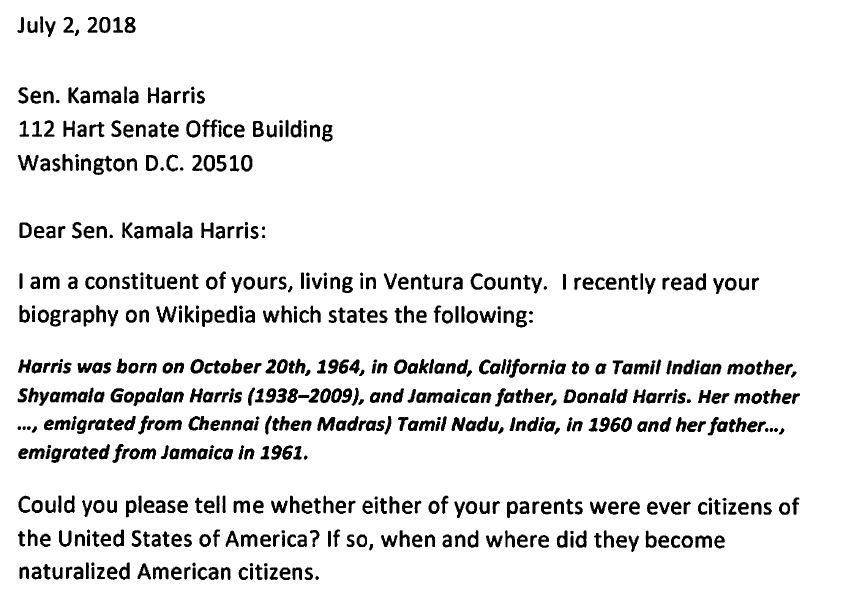 July 2, 2018
Sen. Kamala Harris
112 Hart Senate Office Building
Washington D.C. 20510
Dear Sen. Kamala Harris:
I am a constituent of yours, living in Ventura County.  I recently read your
biography on Wikipedia which states the following:
Harris was born on October 20th, 1964, in Oakland, California to a Tamil Indian mother,
Shyamala Gopalan Harris (1938–2009), and Jamaican father, Donald Harris. Her mother
..., emigrated from Chennai (then Madras) Tamil Nadu, India, in 1960 and her father...,
emigrated from Jamaica in 1961.
Could you please tell me whether either of your parents were ever citizens of
the United States of America? If so, when and where did they become
naturalized American citizens.